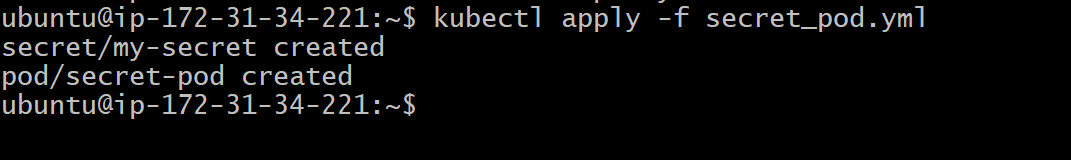 ubuntu@ip-172-31-34-221:~$ kubectl apply -f secret_pod.yml
secret/my-secret created
pod/secret-pod created
ubuntu@ip-172-31-34-221:~$